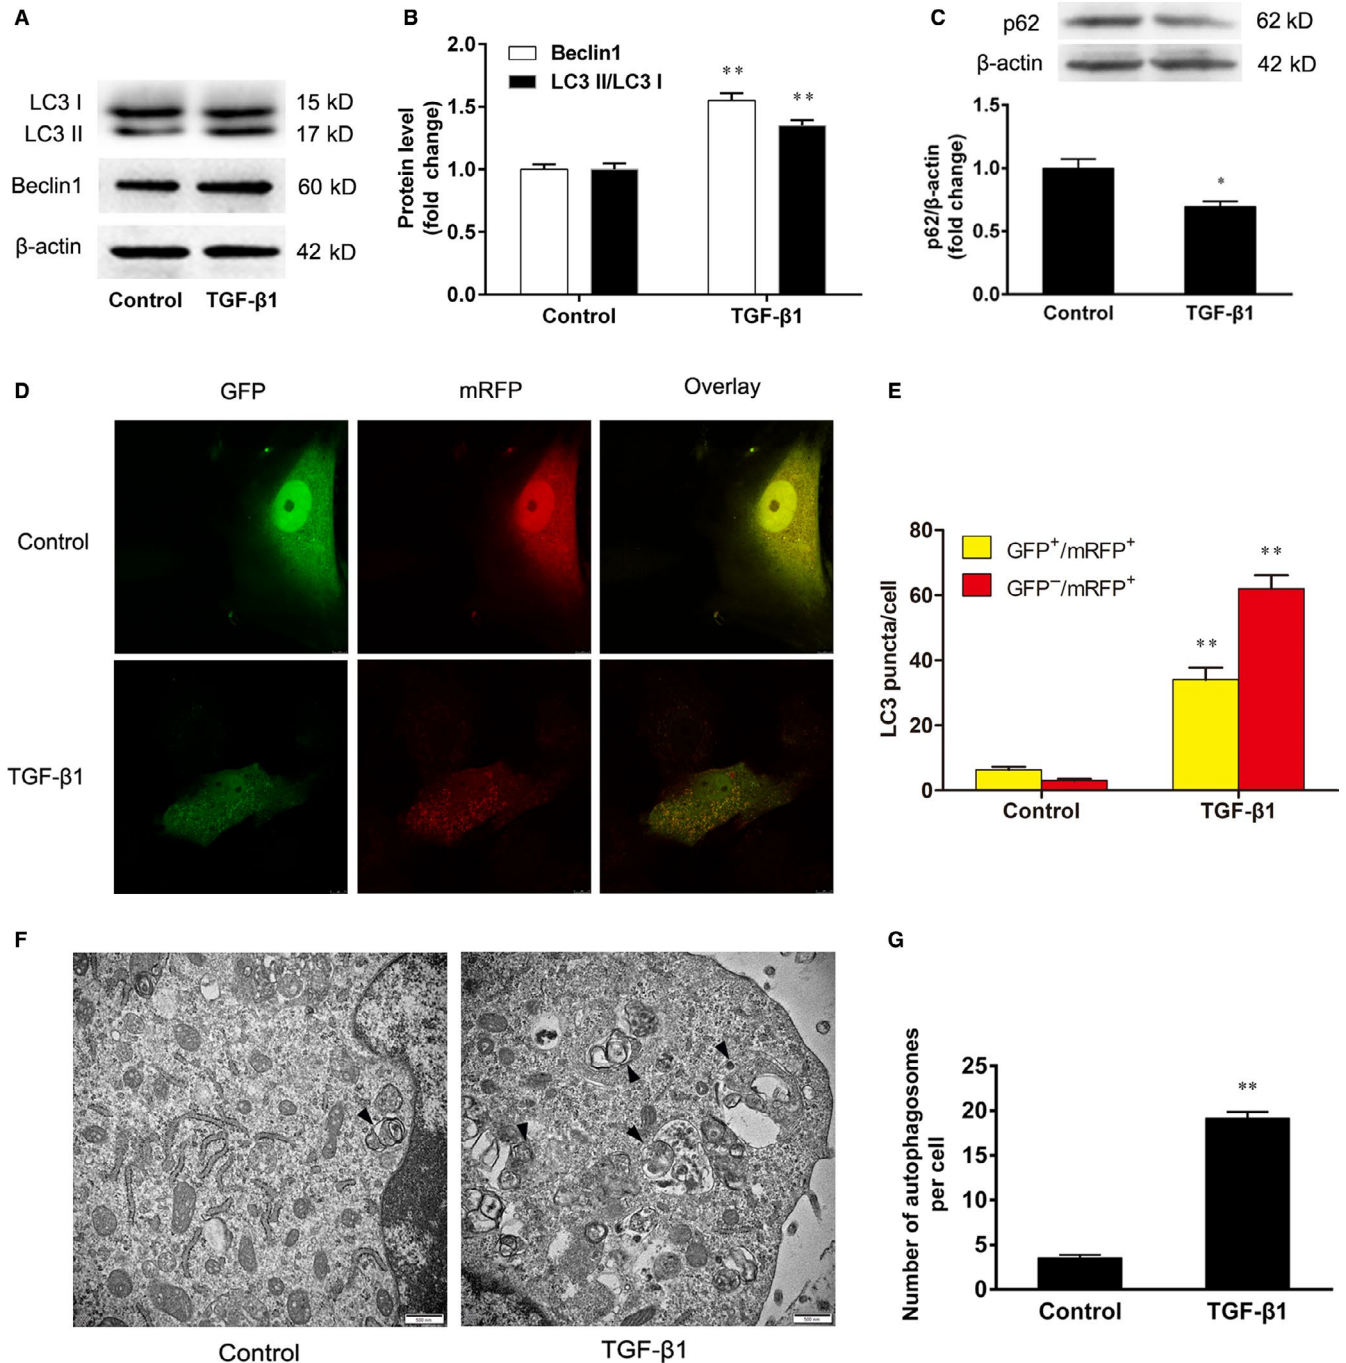 A
LC3 I
15 kD
LC3 II
17 kD
Beclin1
60 kD
β-actin
42 kD
Control
TGF-β1
B
Protein level
(fold change)
2.0
1.5
1.0
0.5
0.0
Beclin1
LC3 II/LC3 I
**
**
Control
TGF-β1
C
p62
62 kD
β-actin
42 kD
p62/β-actin
(fold change)
1.5
1.0
0.5
0.0
*
Control
TGF-β1
D
GFP
mRFP
Overlay
Control
TGF-β1
E
LC3 puncta/cell
80
60
40
20
0
GFP⁺/mRFP⁺
GFP⁻/mRFP⁺
**
**
Control
TGF-β1
F
500 nm
500 nm
Control
TGF-β1
G
Number of autophagosomes
per cell
25
20
15
10
5
0
**
Control
TGF-β1